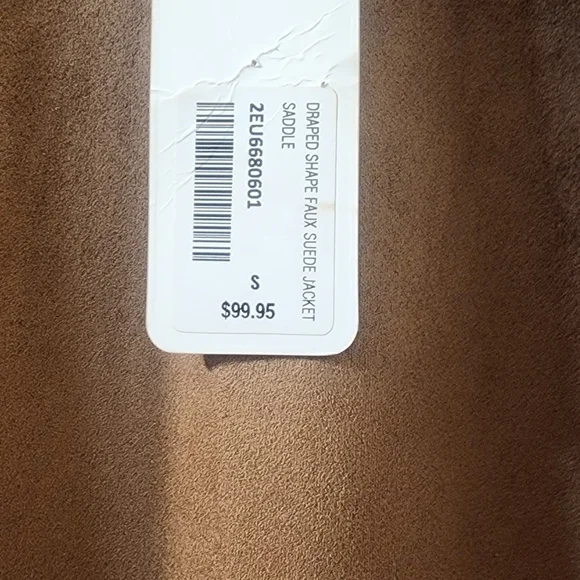 DRAPED SHAPE FAUX SUEDE JACKET
SADDLE
2EU6680601
S
$99.95